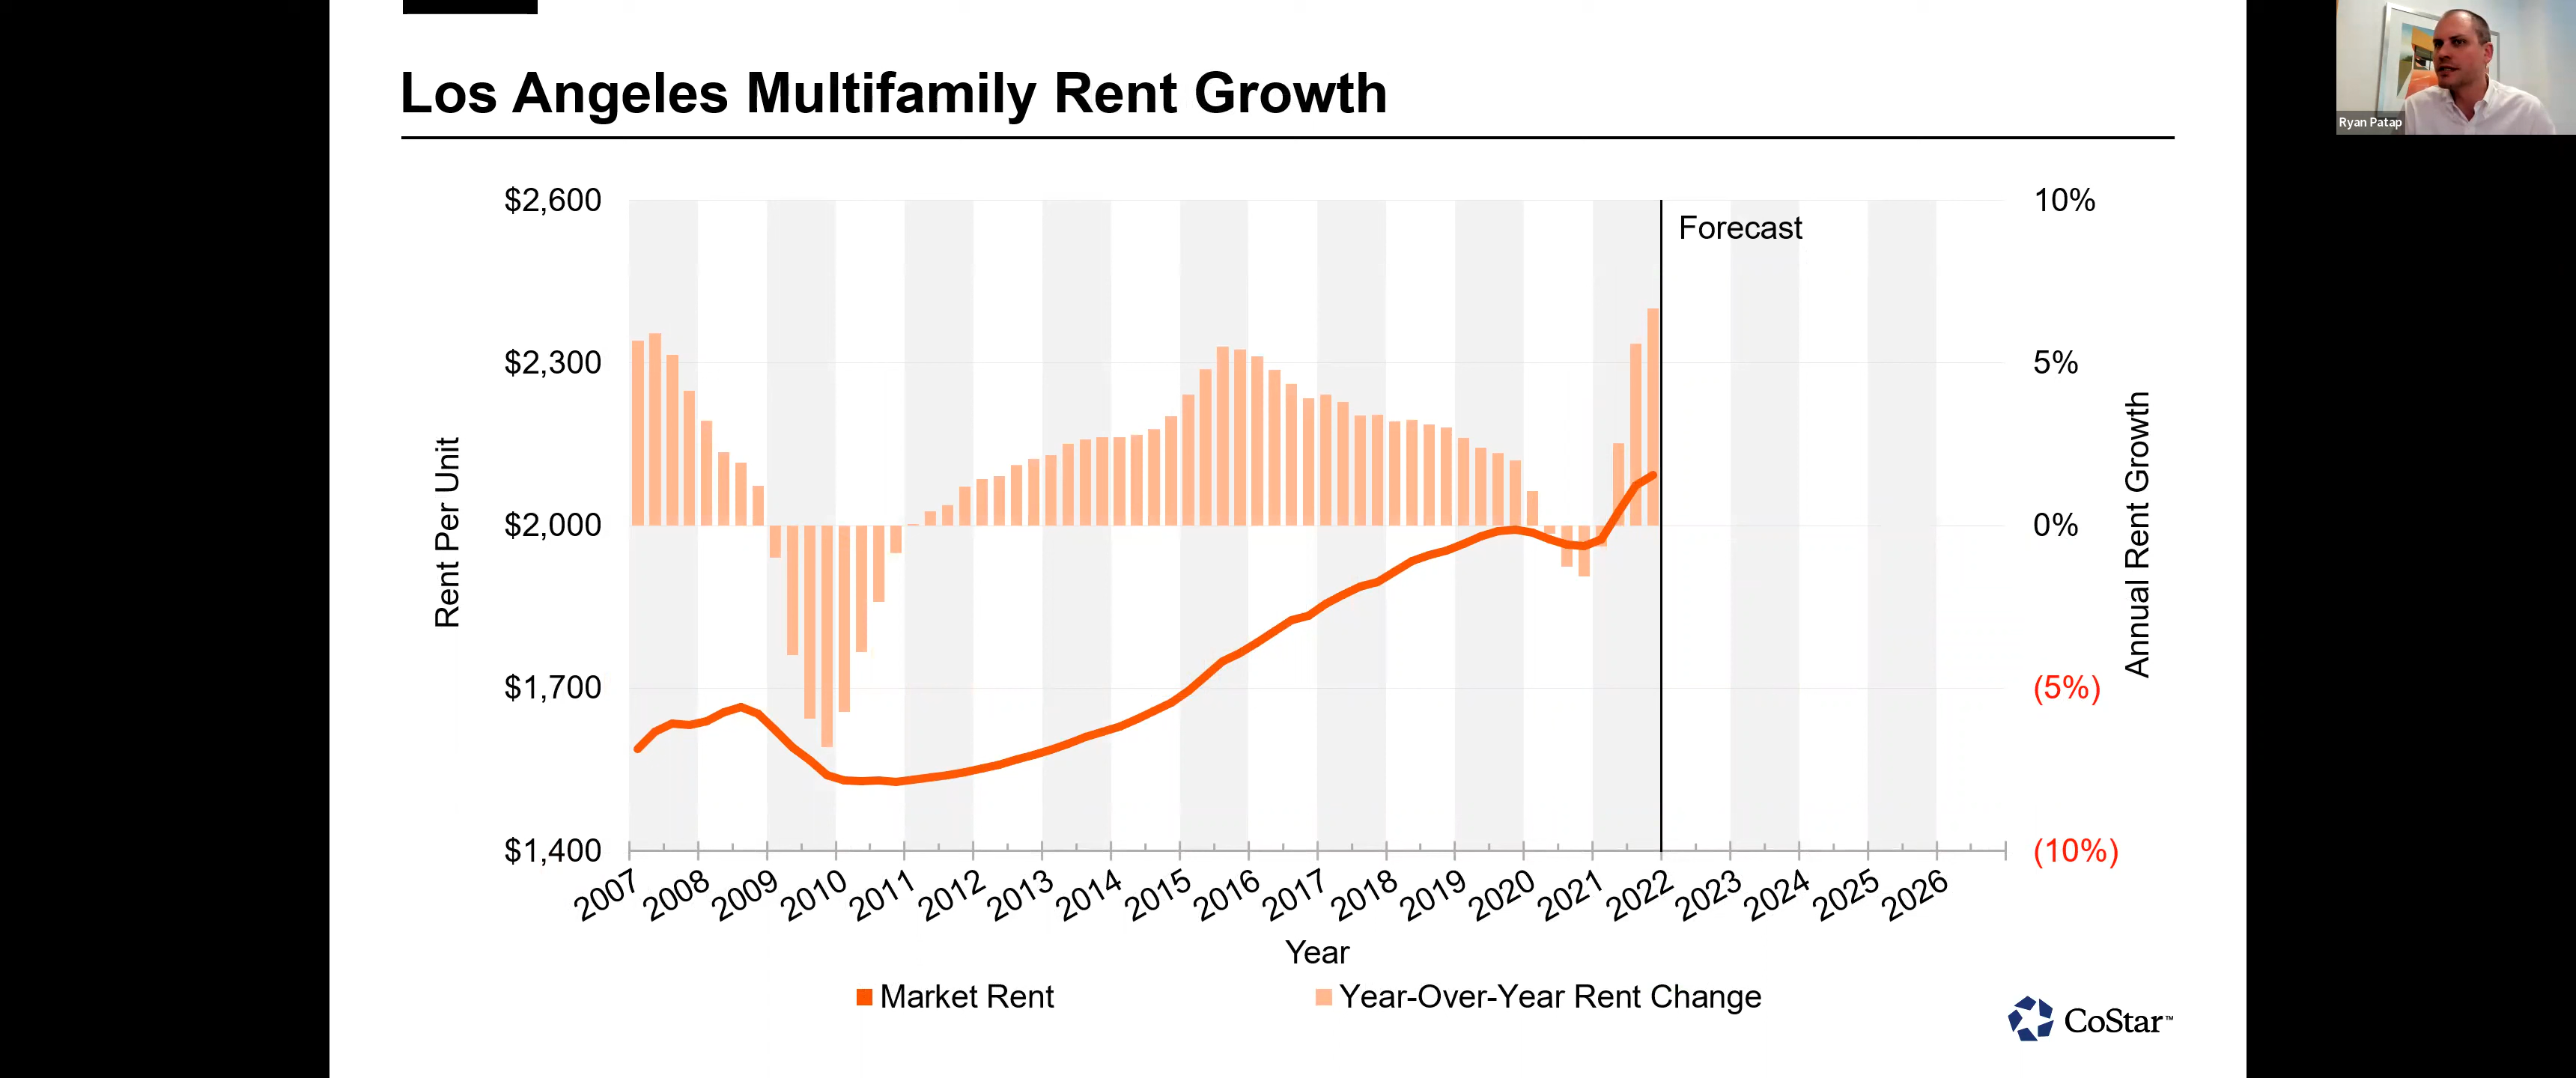 Los Angeles Multifamily Rent Growth
Ryan Patap
$2,600
$2,300
$2,000
$1,700
$1,400
Rent Per Unit
Forecast
10%
5%
0%
(5%)
(10%)
Annual Rent Growth
2007 2008 2009 2010 2011 2012 2013 2014 2015 2016 2017 2018 2019 2020 2021 2022 2023 2024 2025 2026
Year
Market Rent Year-Over-Year Rent Change
CoStar™